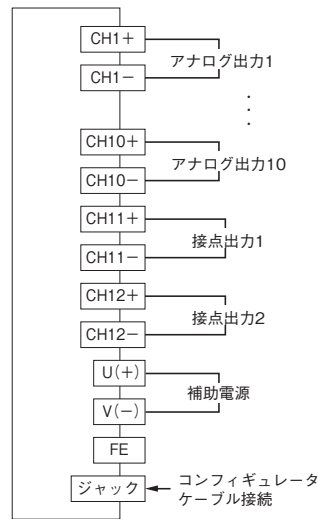 CH1+
CH1−
アナログ出力1
・
・
・
CH10+
CH10−
アナログ出力10
CH11+
CH11−
接点出力1
CH12+
CH12−
接点出力2
U(+)
V(−)
補助電源
FE
ジャック
コンフィギュレータ
ケーブル接続